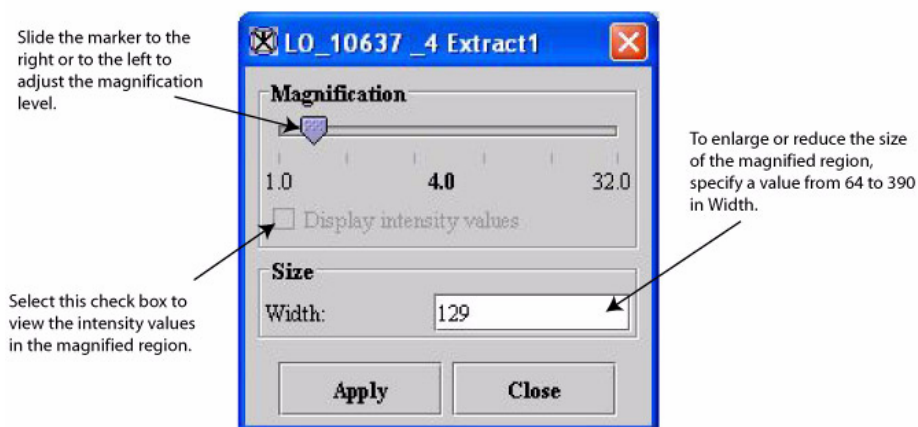 Slide the marker to the
right or to the left to
adjust the magnification
level.
LO_10637 _4 Extract1
Magnification
1.0 4.0 32.0
Display intensity values
To enlarge or reduce the size
of the magnified region,
specify a value from 64 to 390
in Width.
Select this check box to
view the intensity values
in the magnified region.
Size
Width: 129
Apply Close